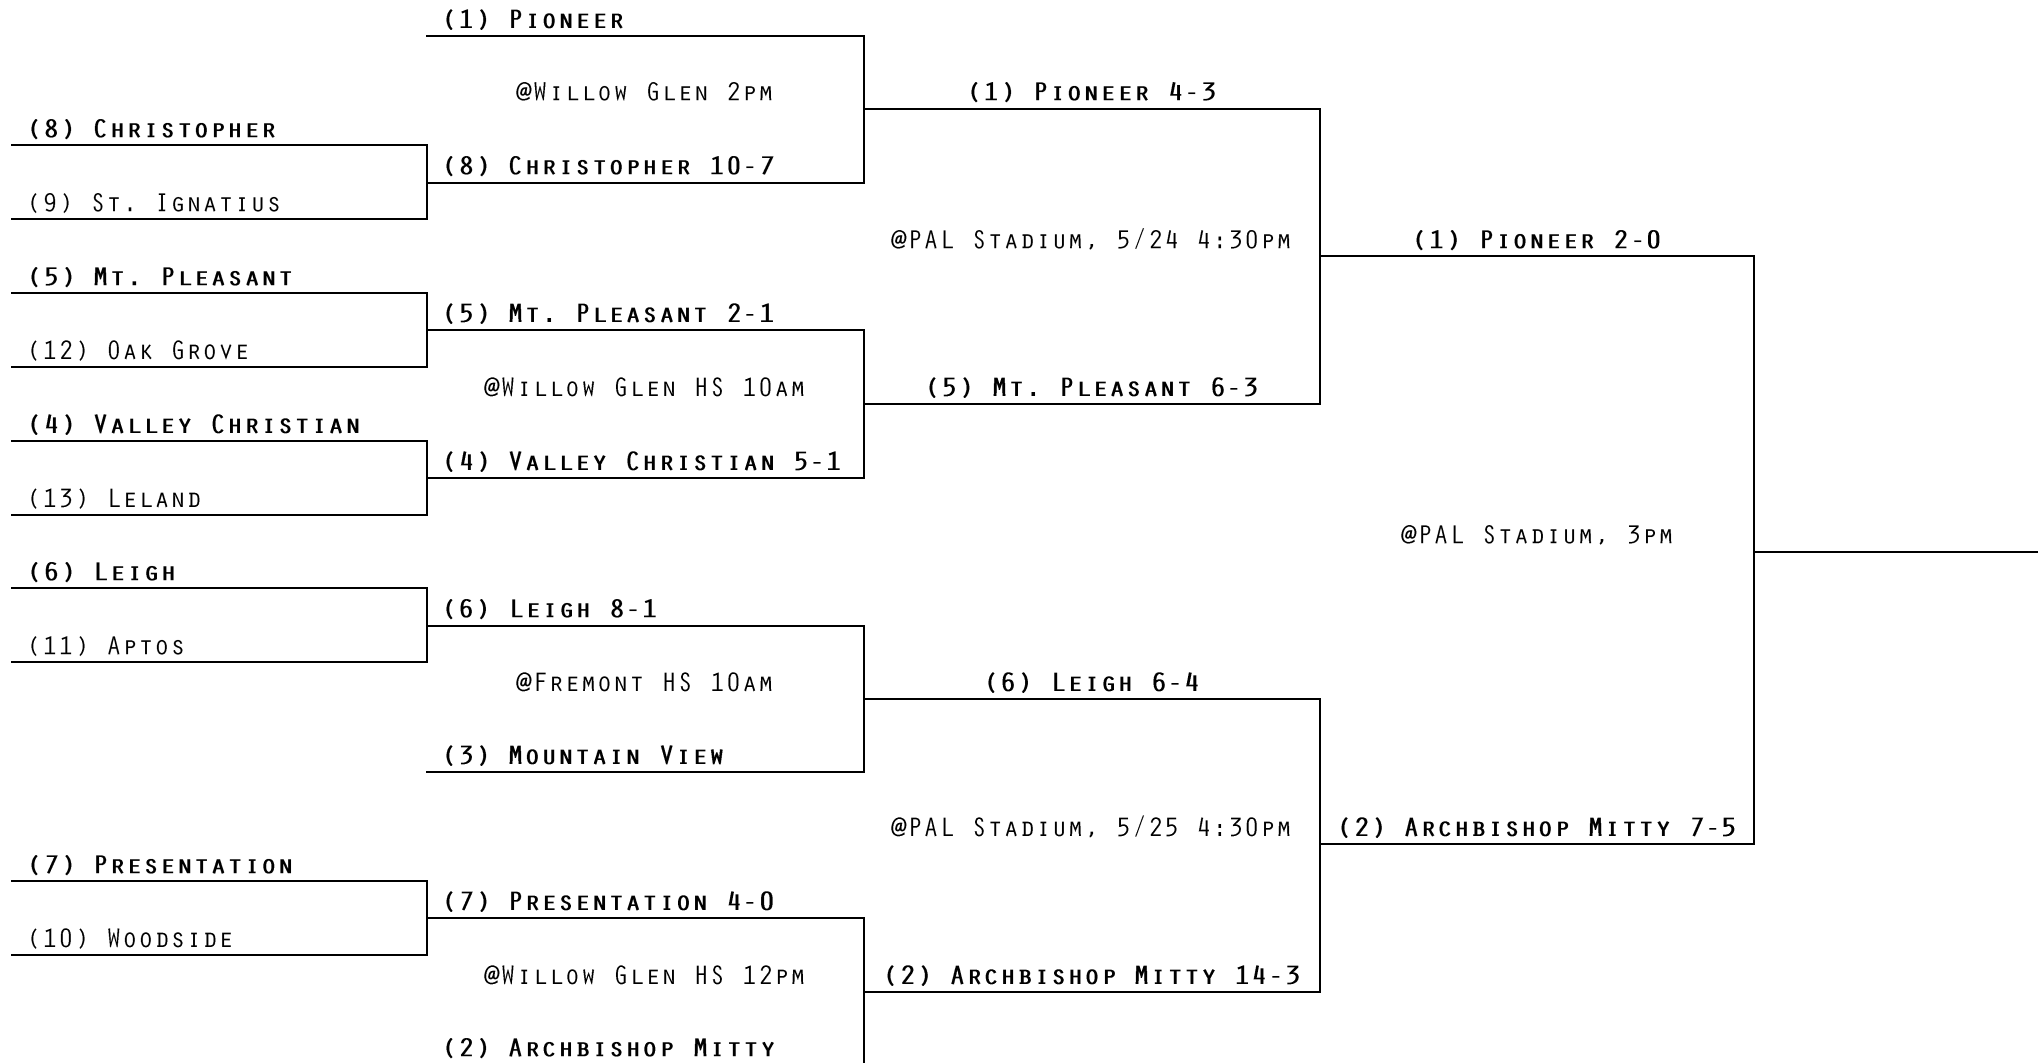 (1) Pioneer
@Willow Glen 2pm
(1) Pioneer 4-3
(8) Christopher
(8) Christopher 10-7
(9) St. Ignatius
@PAL Stadium, 5/24 4:30pm
(1) Pioneer 2-0
(5) Mt. Pleasant
(5) Mt. Pleasant 2-1
(12) Oak Grove
@Willow Glen HS 10am
(5) Mt. Pleasant 6-3
(4) Valley Christian
(4) Valley Christian 5-1
(13) Leland
@PAL Stadium, 3pm
(6) Leigh
(6) Leigh 8-1
(11) Aptos
@Fremont HS 10am
(6) Leigh 6-4
(3) Mountain View
@PAL Stadium, 5/25 4:30pm
(2) Archbishop Mitty 7-5
(7) Presentation
(7) Presentation 4-0
(10) Woodside
@Willow Glen HS 12pm
(2) Archbishop Mitty 14-3
(2) Archbishop Mitty